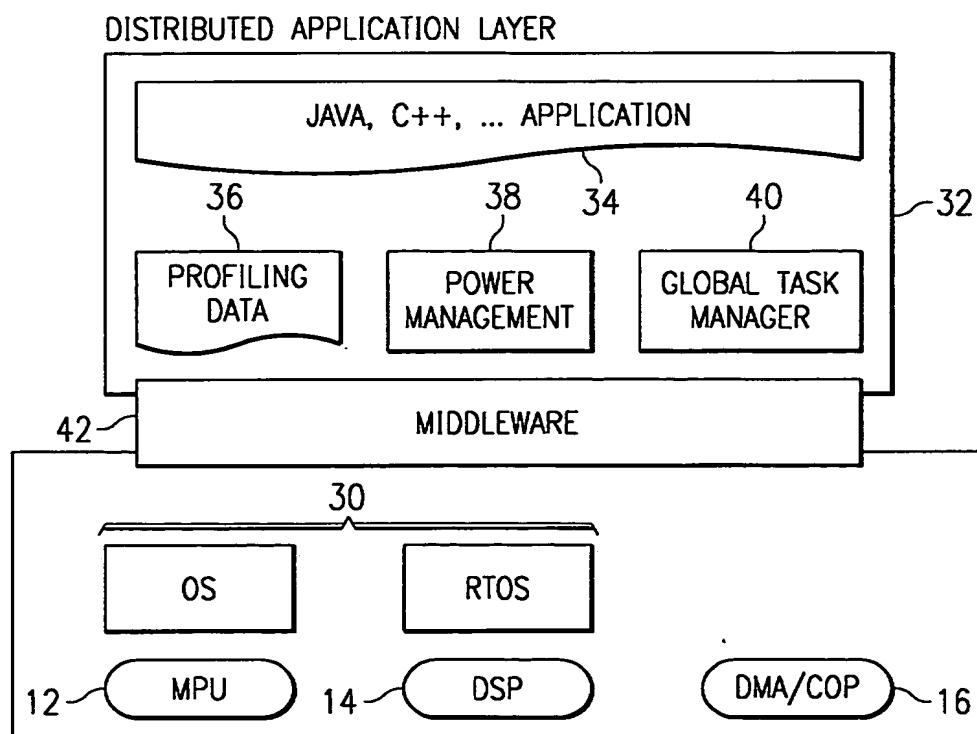 DISTRIBUTED APPLICATION LAYER
JAVA, C++, ... APPLICATION
34
32
36
38
40
PROFILING
DATA
POWER
MANAGEMENT
GLOBAL TASK
MANAGER
42
MIDDLEWARE
30
OS
RTOS
12
MPU
14
DSP
DMA/COP
16